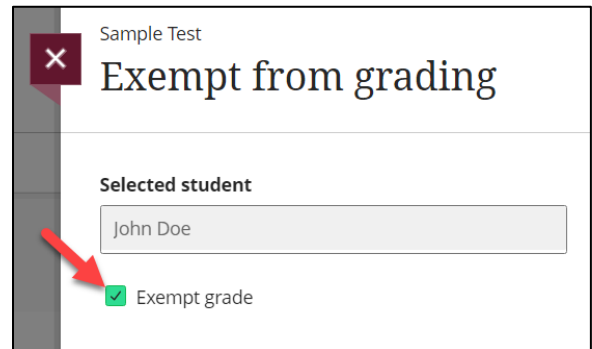 Sample Test
Exempt from grading
Selected student
John Doe
Exempt grade